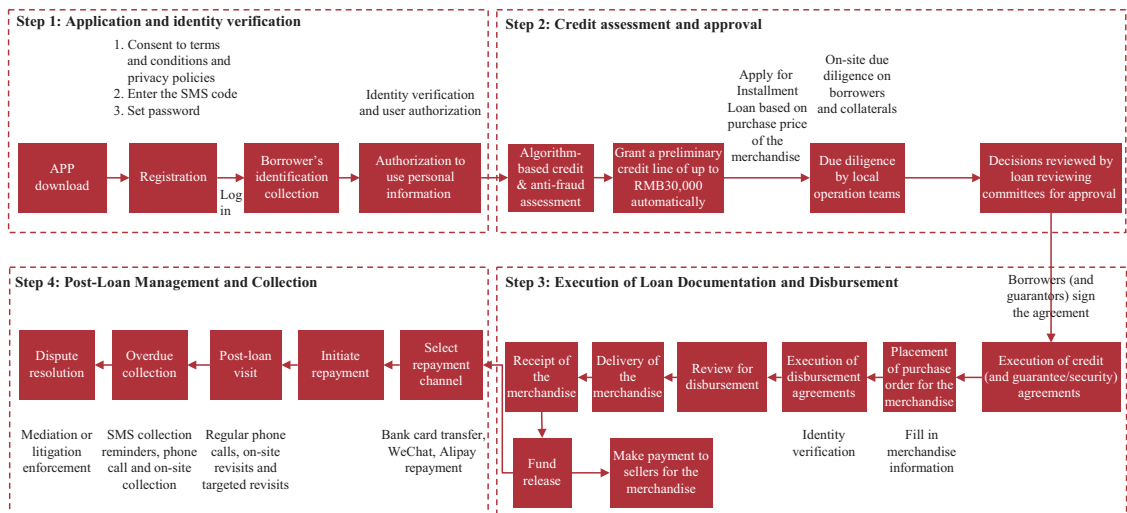 Step 1: Application and identity verification
1. Consent to terms
and conditions and
privacy policies
2. Enter the SMS code
3. Set password
Identity verification
and user authorization
APP
download
Registration
Log
in
Borrower's
identification
collection
Authorization to
use personal
information
Step 2: Credit assessment and approval
Apply for
Installment
Loan based on
purchase price
of the
merchandise
On-site due
diligence on
borrowers
and collaterals
Algorithm-
based credit
& anti-fraud
assessment
Grant a preliminary
credit line of up to
RMB30,000
automatically
Due diligence
by local
operation teams
Decisions reviewed by
loan reviewing
committees for approval
Step 3: Execution of Loan Documentation and Disbursement
Borrowers (and
guarantors) sign
the agreement
Execution of credit
(and guarantee/security)
agreements
Placement
of purchase
order for the
merchandise
Fill in
merchandise
information
Execution of
disbursement
agreements
Identity
verification
Review for
disbursement
Delivery of
the
merchandise
Receipt of
the
merchandise
Fund
release
Make payment to
sellers for the
merchandise
Step 4: Post-Loan Management and Collection
Select
repayment
channel
Bank card transfer,
WeChat, Alipay
repayment
Initiate
repayment
Post-loan
visit
Regular phone
calls, on-site
revisits and
targeted revisits
Overdue
collection
SMS collection
reminders, phone
call and on-site
collection
Dispute
resolution
Mediation or
litigation
enforcement